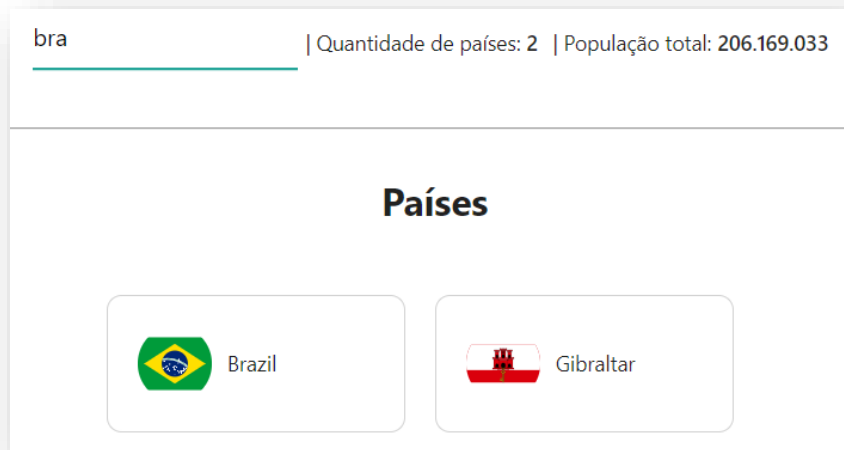 bra | Quantidade de países: 2 | População total: 206.169.033
Países
Brazil Gibraltar